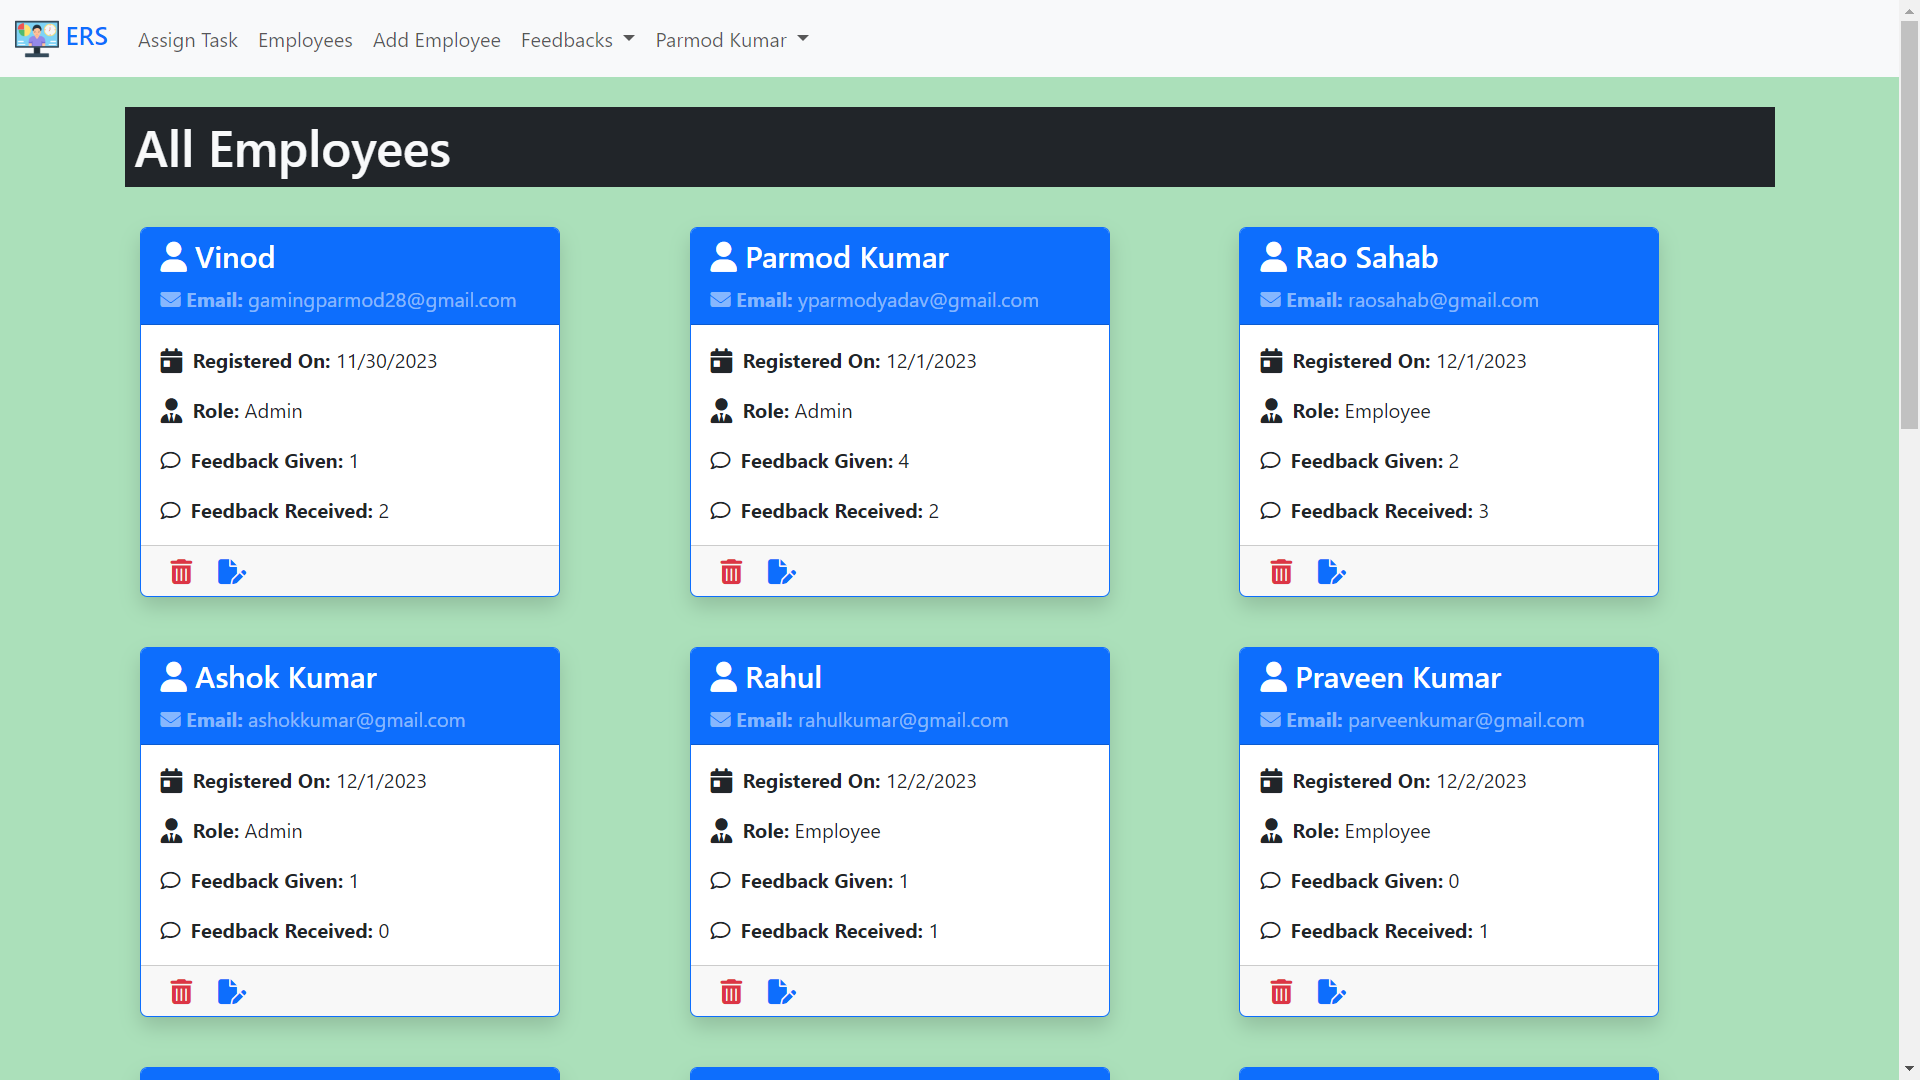 ERS Assign Task Employees Add Employee Feedbacks Parmod Kumar
All Employees
Vinod
Email: gamingparmod28@gmail.com
Registered On: 11/30/2023
Role: Admin
Feedback Given: 1
Feedback Received: 2
Parmod Kumar
Email: yparmodyadav@gmail.com
Registered On: 12/1/2023
Role: Admin
Feedback Given: 4
Feedback Received: 2
Rao Sahab
Email: raosahab@gmail.com
Registered On: 12/1/2023
Role: Employee
Feedback Given: 2
Feedback Received: 3
Ashok Kumar
Email: ashokkumar@gmail.com
Registered On: 12/1/2023
Role: Admin
Feedback Given: 1
Feedback Received: 0
Rahul
Email: rahulkumar@gmail.com
Registered On: 12/2/2023
Role: Employee
Feedback Given: 1
Feedback Received: 1
Praveen Kumar
Email: parveenkumar@gmail.com
Registered On: 12/2/2023
Role: Employee
Feedback Given: 0
Feedback Received: 1